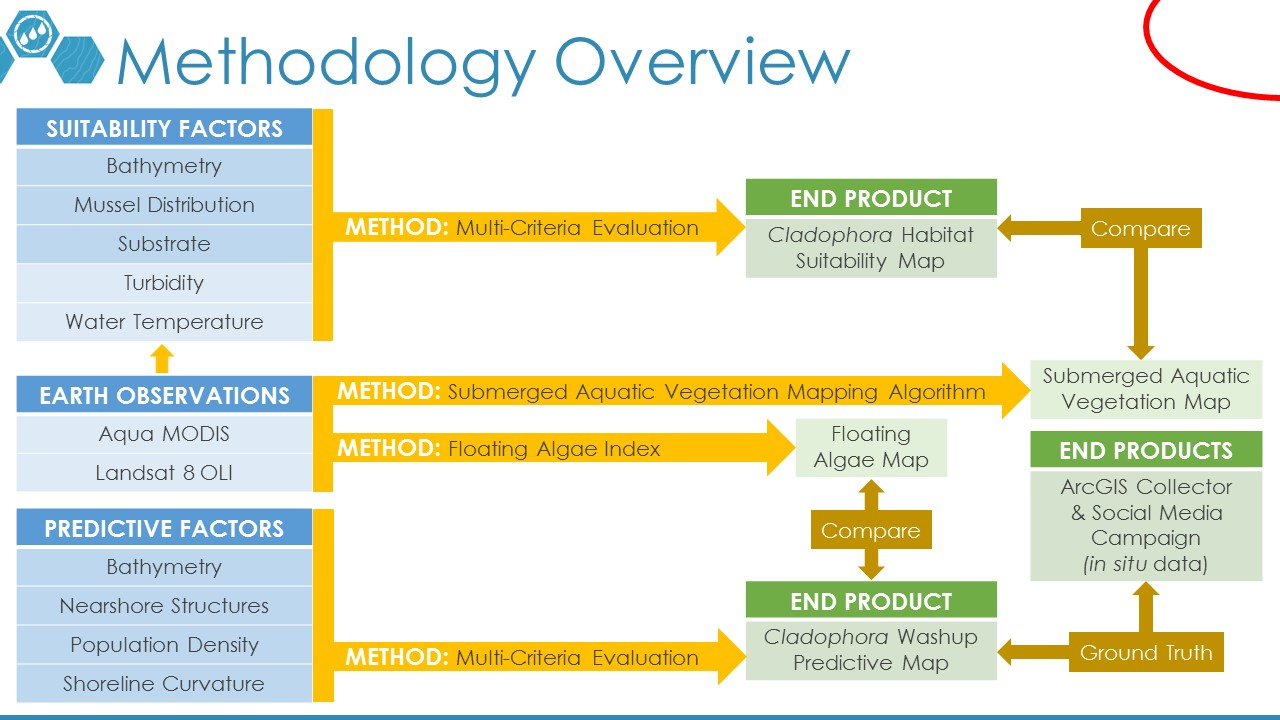 Methodology Overview
SUITABILITY FACTORS
Bathymetry
Mussel Distribution
Substrate
Turbidity
Water Temperature
METHOD: Multi-Criteria Evaluation
END PRODUCT
Cladophora Habitat
Suitability Map
Compare
EARTH OBSERVATIONS
Aqua MODIS
Landsat 8 OLI
METHOD: Submerged Aquatic Vegetation Mapping Algorithm
Submerged Aquatic
Vegetation Map
METHOD: Floating Algae Index
Floating
Algae Map
END PRODUCTS
ArcGIS Collector
& Social Media
Campaign
(in situ data)
Compare
PREDICTIVE FACTORS
Bathymetry
Nearshore Structures
Population Density
Shoreline Curvature
METHOD: Multi-Criteria Evaluation
END PRODUCT
Cladophora Washup
Predictive Map
Ground Truth